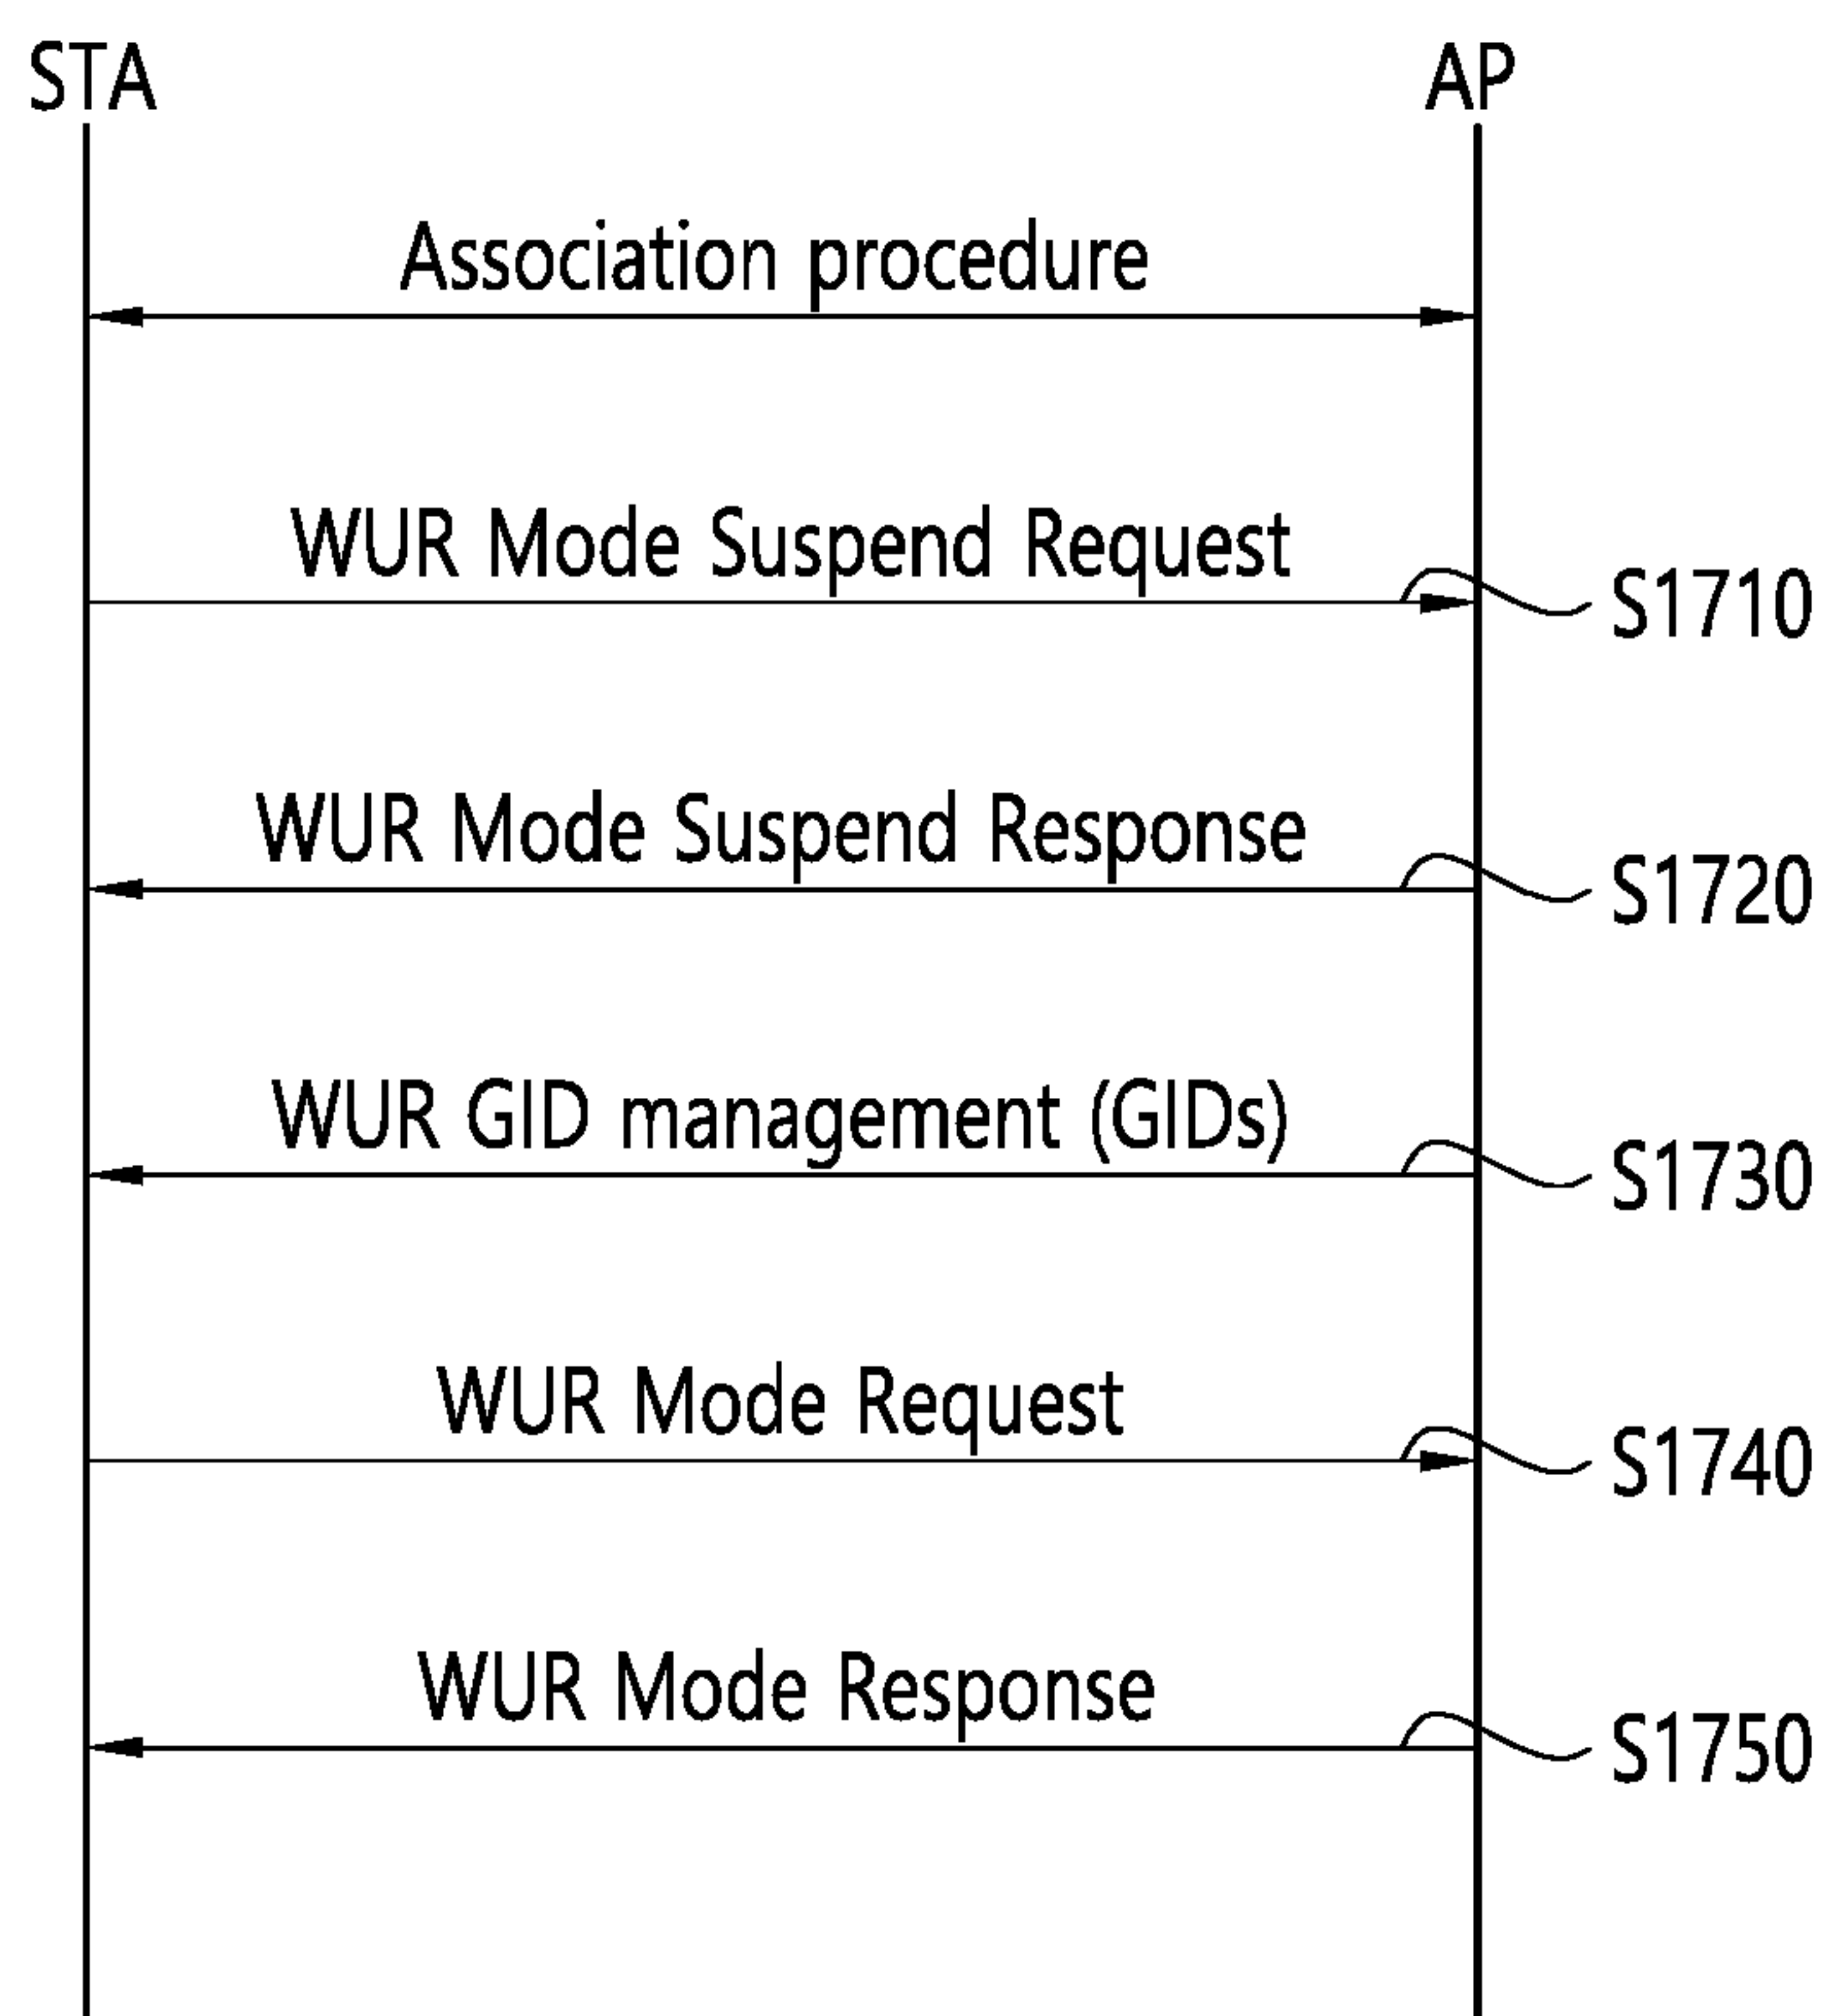 STA
AP
Association procedure
WUR Mode Suspend Request
S1710
WUR Mode Suspend Response
S1720
WUR GID management (GIDs)
S1730
WUR Mode Request
S1740
WUR Mode Response
S1750